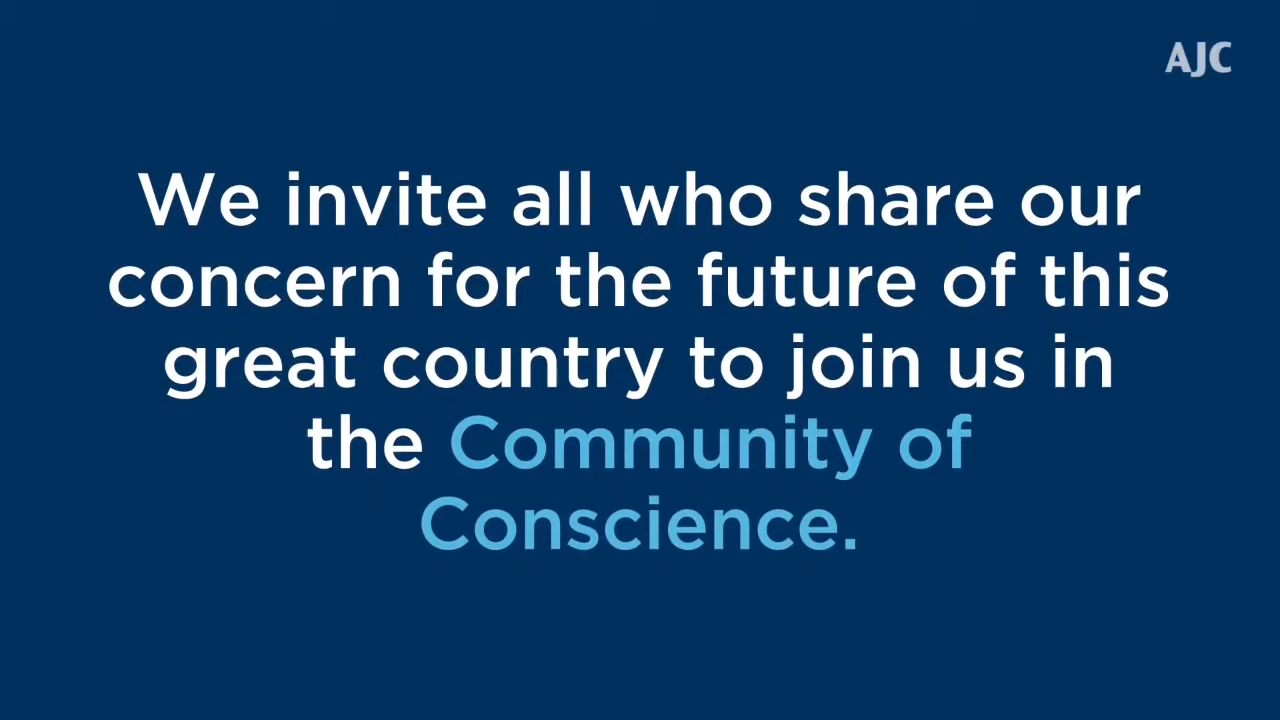 AJC
We invite all who share our
concern for the future of this
great country to join us in
the Community of
Conscience.